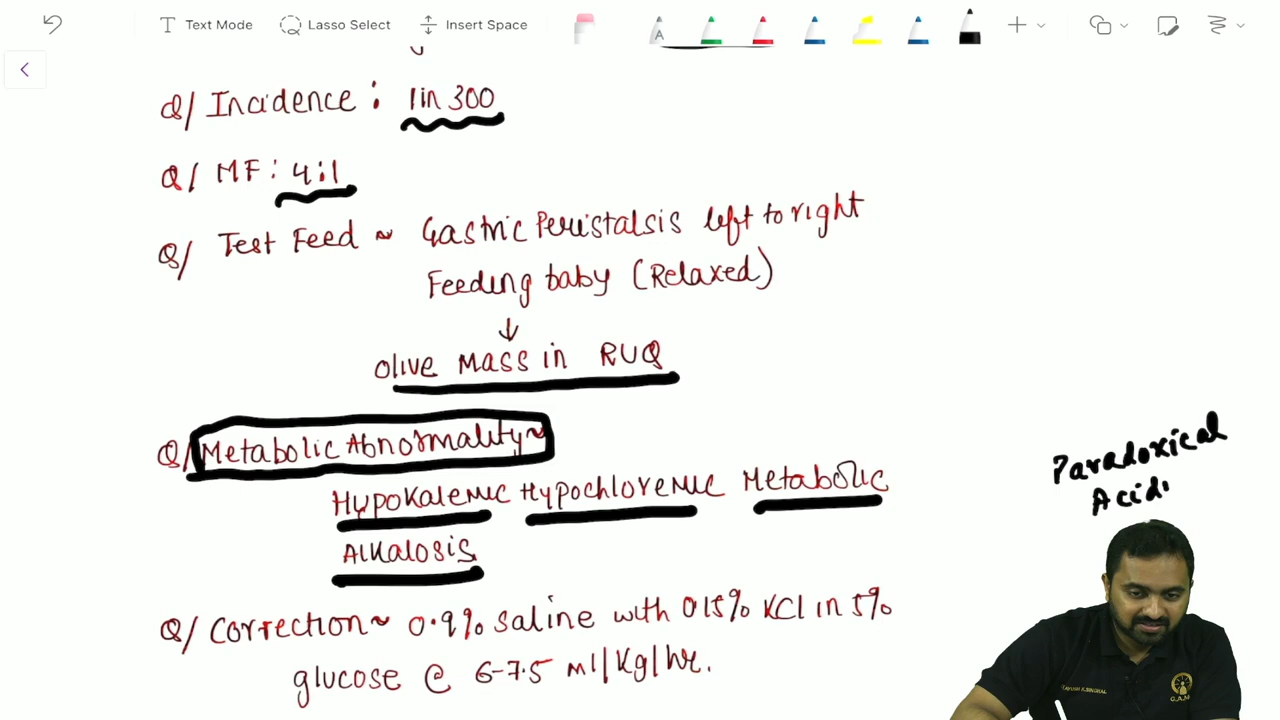 Text Mode
Lasso Select
Insert Space
A
Q/ Incidence : 1 in 300
Q/ MF : 4:1
Q/ Test Feed ~ Gastric Peristalsis left to right
Feeding baby (Relaxed)
↓
Olive Mass in RUQ
Q/ Metabolic Abnormality~
Hypokalemic Hypochloremic Metabolic
Alkalosis
Paradoxical
Acidi
Q/ Correction~ 0.9% saline with 0.15% KCl in 5%
glucose @ 6-7.5 ml/kg/hr.